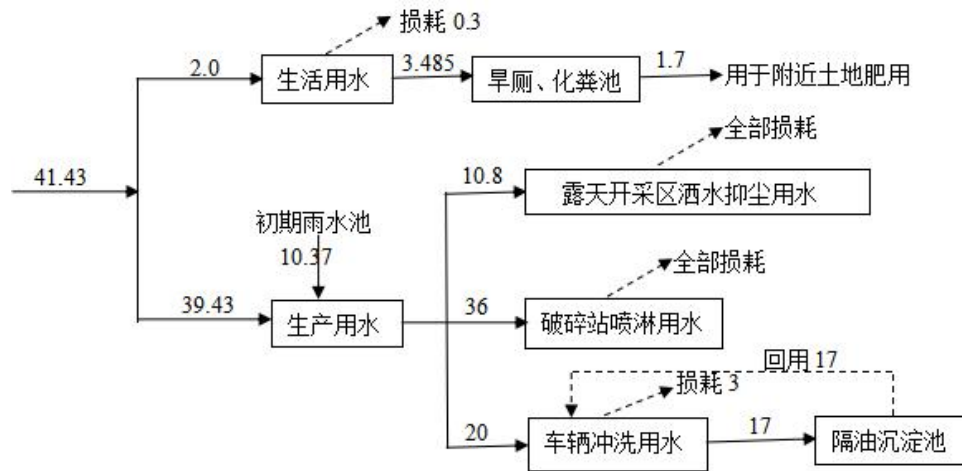 损耗 0.3
2.0
生活用水
3.485
旱厕、化粪池
1.7
用于附近土地肥用
全部损耗
41.43
10.8
露天开采区洒水抑尘用水
初期雨水池
10.37
全部损耗
39.43
生产用水
36
破碎站喷淋用水
回用 17
损耗 3
20
车辆冲洗用水
17
隔油沉淀池